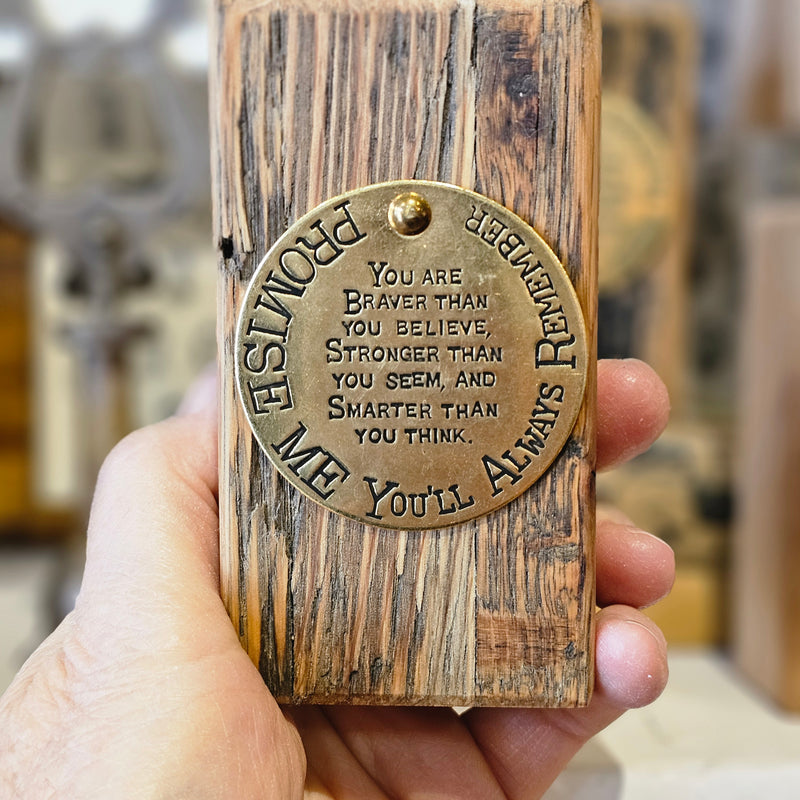 PROMISE ME YOU'LL ALWAYS REMEMBER
YOU ARE
BRAVER THAN
YOU BELIEVE,
STRONGER THAN
YOU SEEM, AND
SMARTER THAN
YOU THINK.